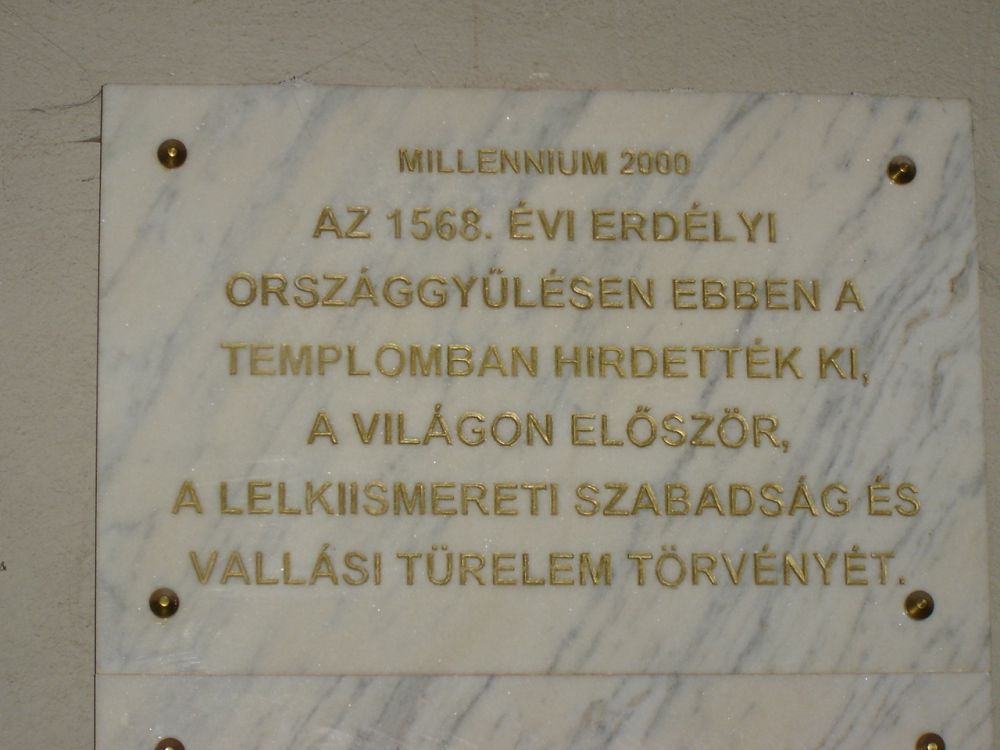 MILLENNIUM 2000
AZ 1568. ÉVI ERDÉLYI
ORSZÁGGYŰLÉSEN EBBEN A
TEMPLOMBAN HIRDETTÉK KI,
A VILÁGON ELŐSZÖR,
A LELKIISMERETI SZABADSÁG ÉS
VALLÁSI TÜRELEM TÖRVÉNYÉT.